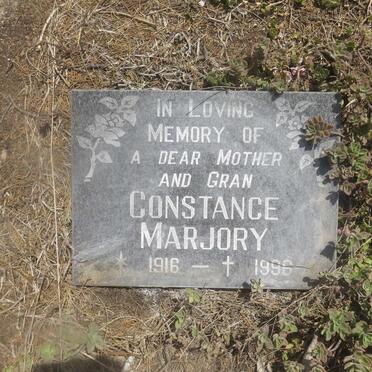 In Loving
Memory of
a dear Mother
and Gran
Constance
Marjory
* 1916 – † 1996